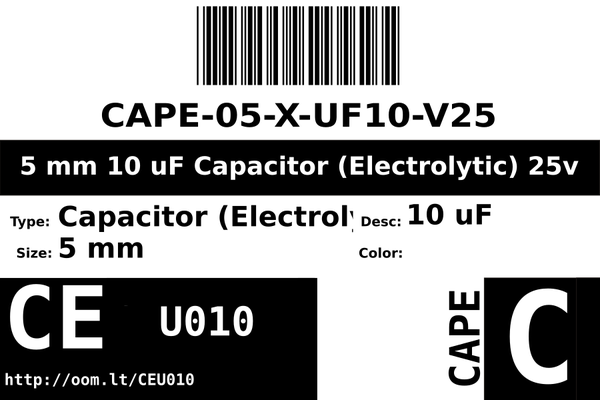 CAPE-05-X-UF10-V25
5 mm 10 uF Capacitor (Electrolytic) 25v
Type: Capacitor (Electroly Desc: 10 uF
Size: 5 mm Color:
CE U010
http://oom.lt/CEU010
CAPE
C